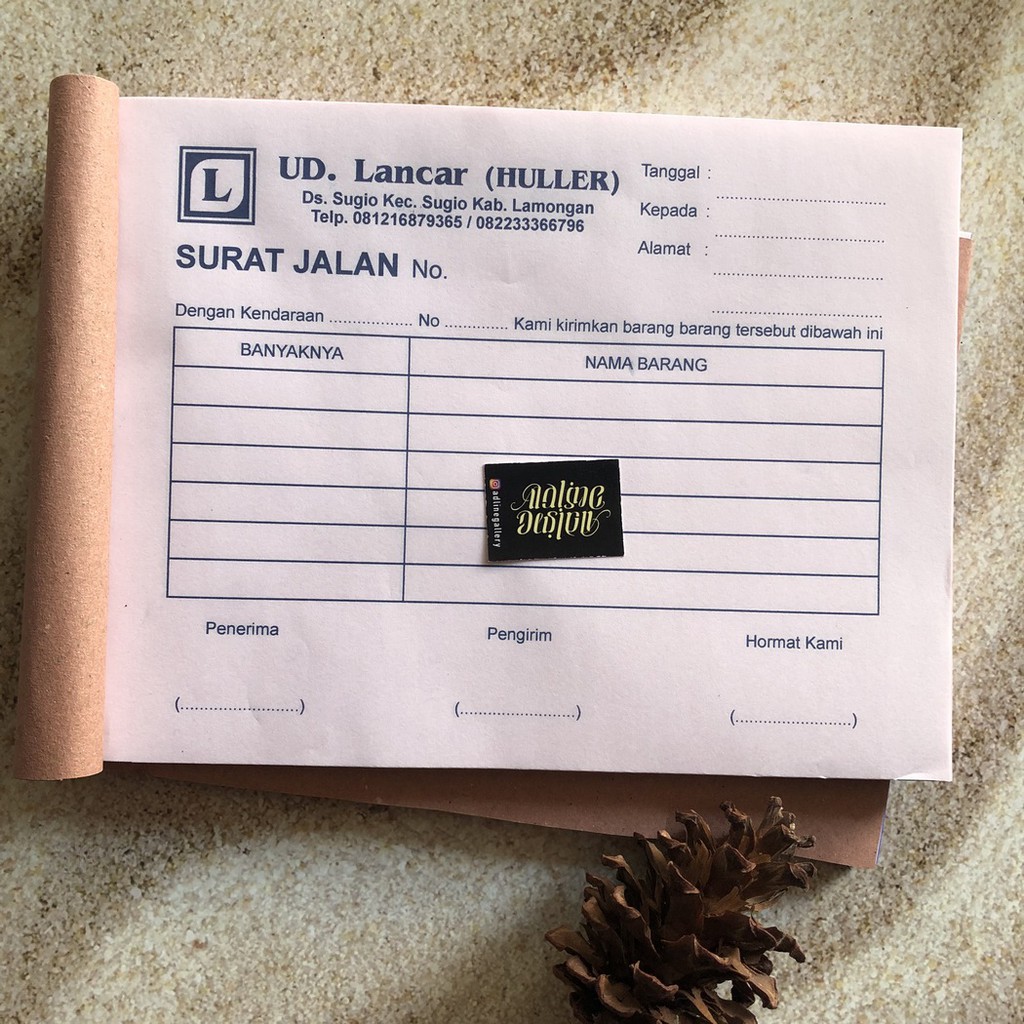 L
UD. Lancar (HULLER)
Ds. Sugio Kec. Sugio Kab. Lamongan
Telp. 081216879365 / 082233366796
Tanggal :
Kepada :
Alamat :
SURAT JALAN No.
Dengan Kendaraan .................. No .............. Kami kirimkan barang barang tersebut dibawah ini
BANYAKNYA NAMA BARANG
adlinegallery
Penerima Pengirim Hormat Kami
(...........................) (...........................) (...........................)